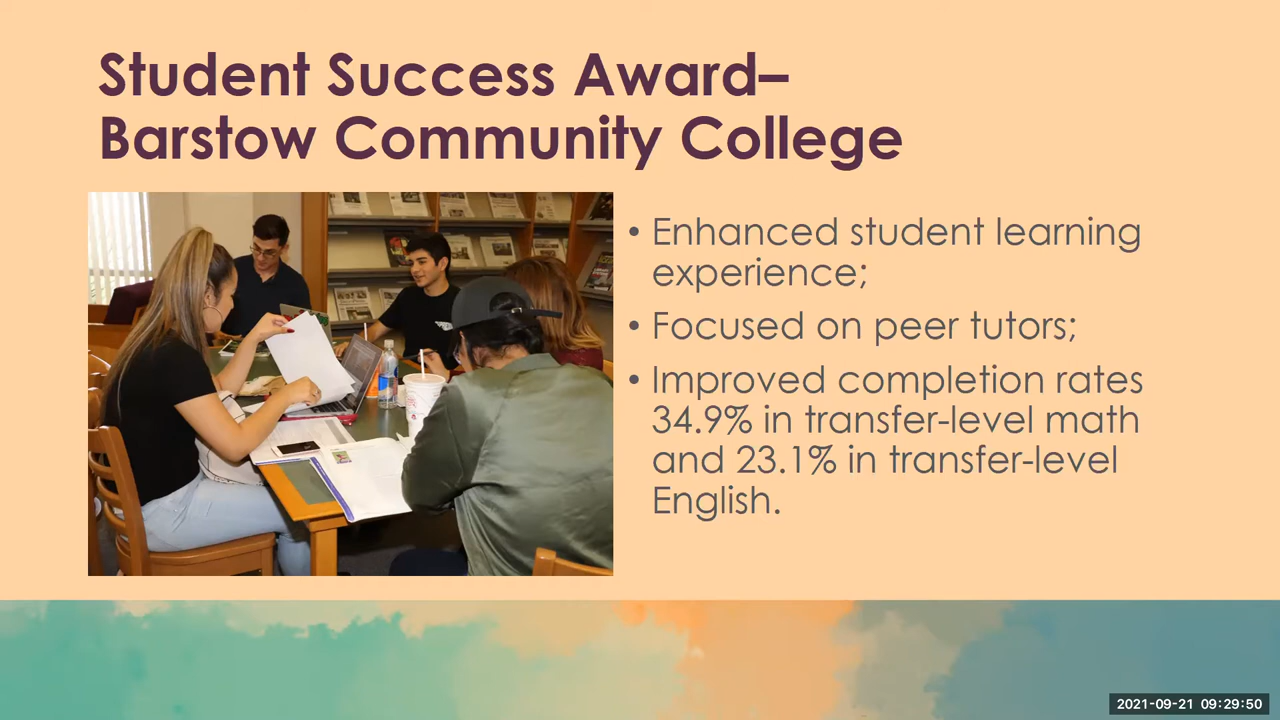 Student Success Award–
Barstow Community College
• Enhanced student learning
experience;
• Focused on peer tutors;
• Improved completion rates
34.9% in transfer-level math
and 23.1% in transfer-level
English.
2021-09-21 09:29:50